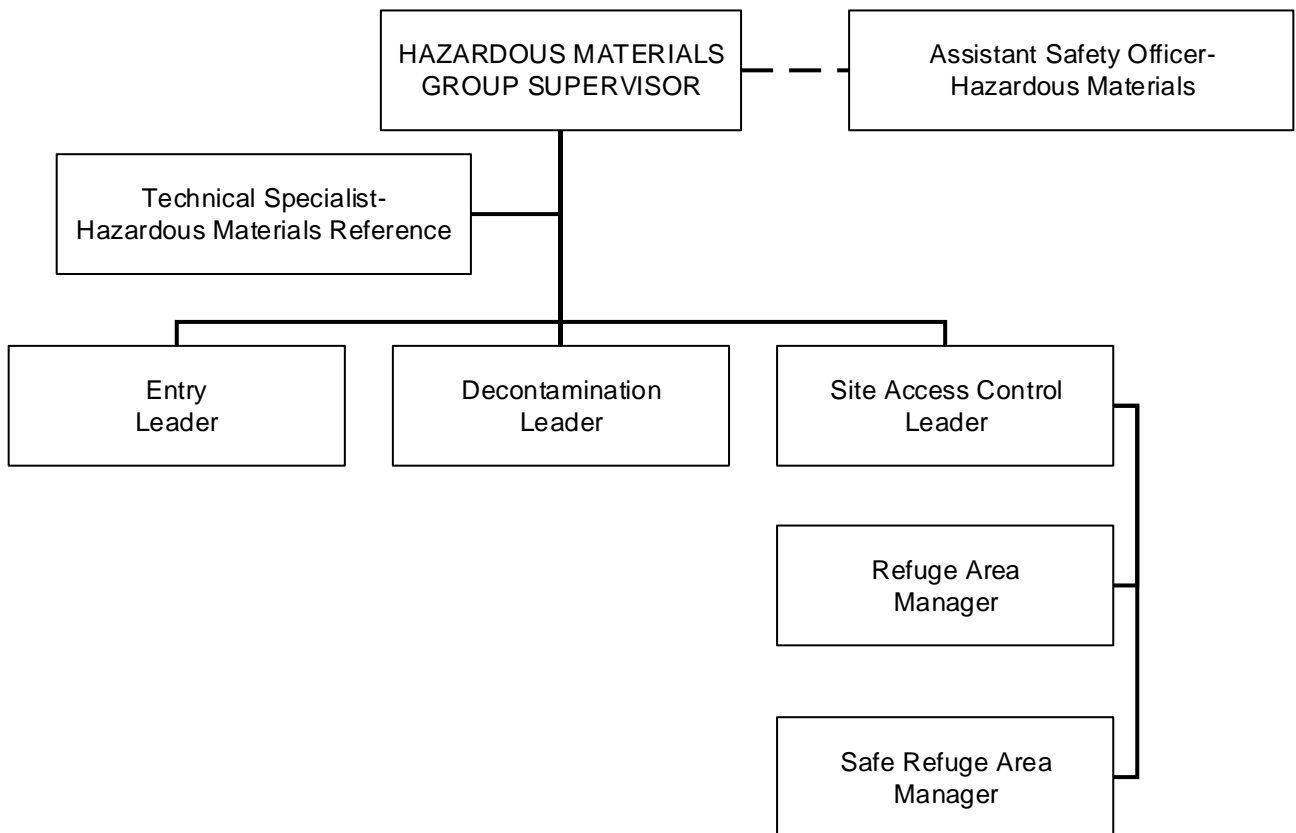 HAZARDOUS MATERIALS
GROUP SUPERVISOR
Assistant Safety Officer-
Hazardous Materials
Technical Specialist-
Hazardous Materials Reference
Entry
Leader
Decontamination
Leader
Site Access Control
Leader
Refuge Area
Manager
Safe Refuge Area
Manager